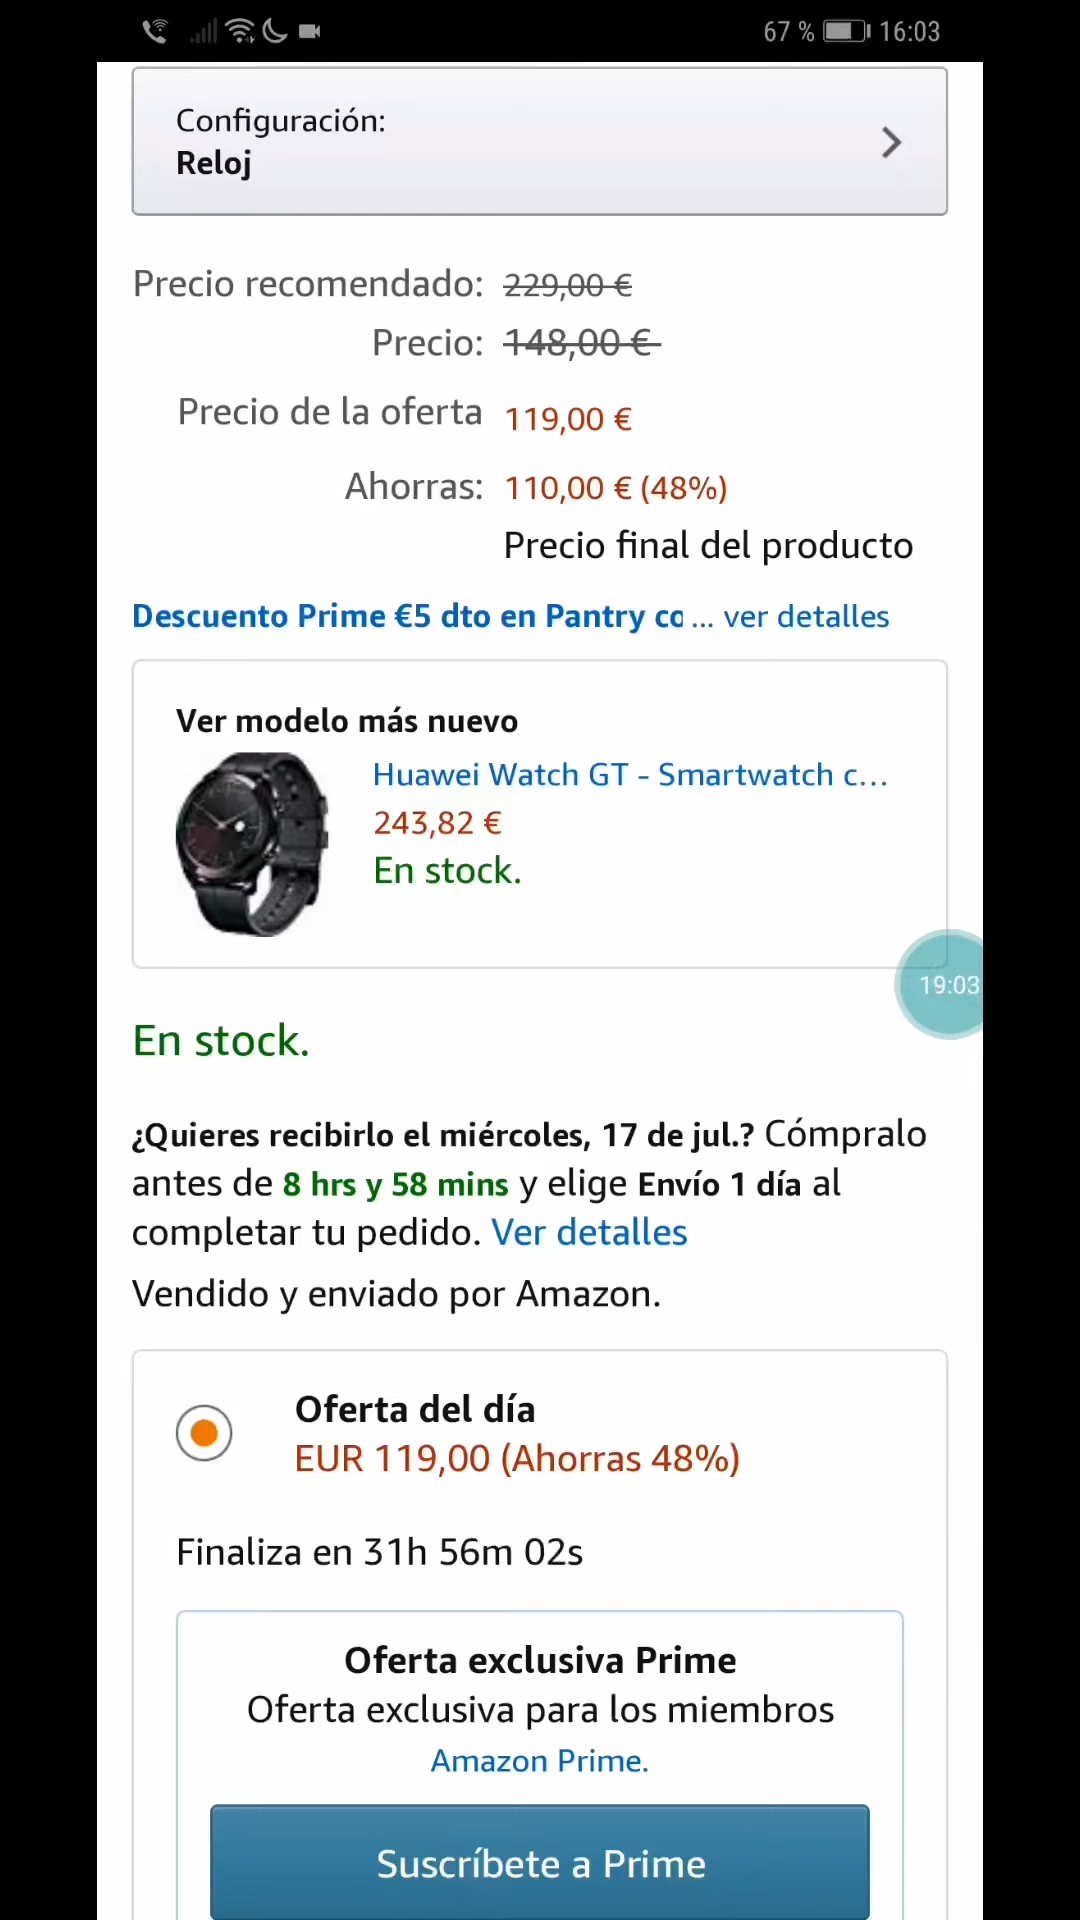 67 % 16:03
Configuración:
Reloj
Precio recomendado: 229,00 €
Precio: 148,00 €
Precio de la oferta 119,00 €
Ahorras: 110,00 € (48%)
Precio final del producto
Descuento Prime €5 dto en Pantry co ... ver detalles
Ver modelo más nuevo
Huawei Watch GT - Smartwatch c...
243,82 €
En stock.
19:03
En stock.
¿Quieres recibirlo el miércoles, 17 de jul.? Cómpralo
antes de 8 hrs y 58 mins y elige Envío 1 día al
completar tu pedido. Ver detalles
Vendido y enviado por Amazon.
Oferta del día
EUR 119,00 (Ahorras 48%)
Finaliza en 31h 56m 02s
Oferta exclusiva Prime
Oferta exclusiva para los miembros
Amazon Prime.
Suscríbete a Prime